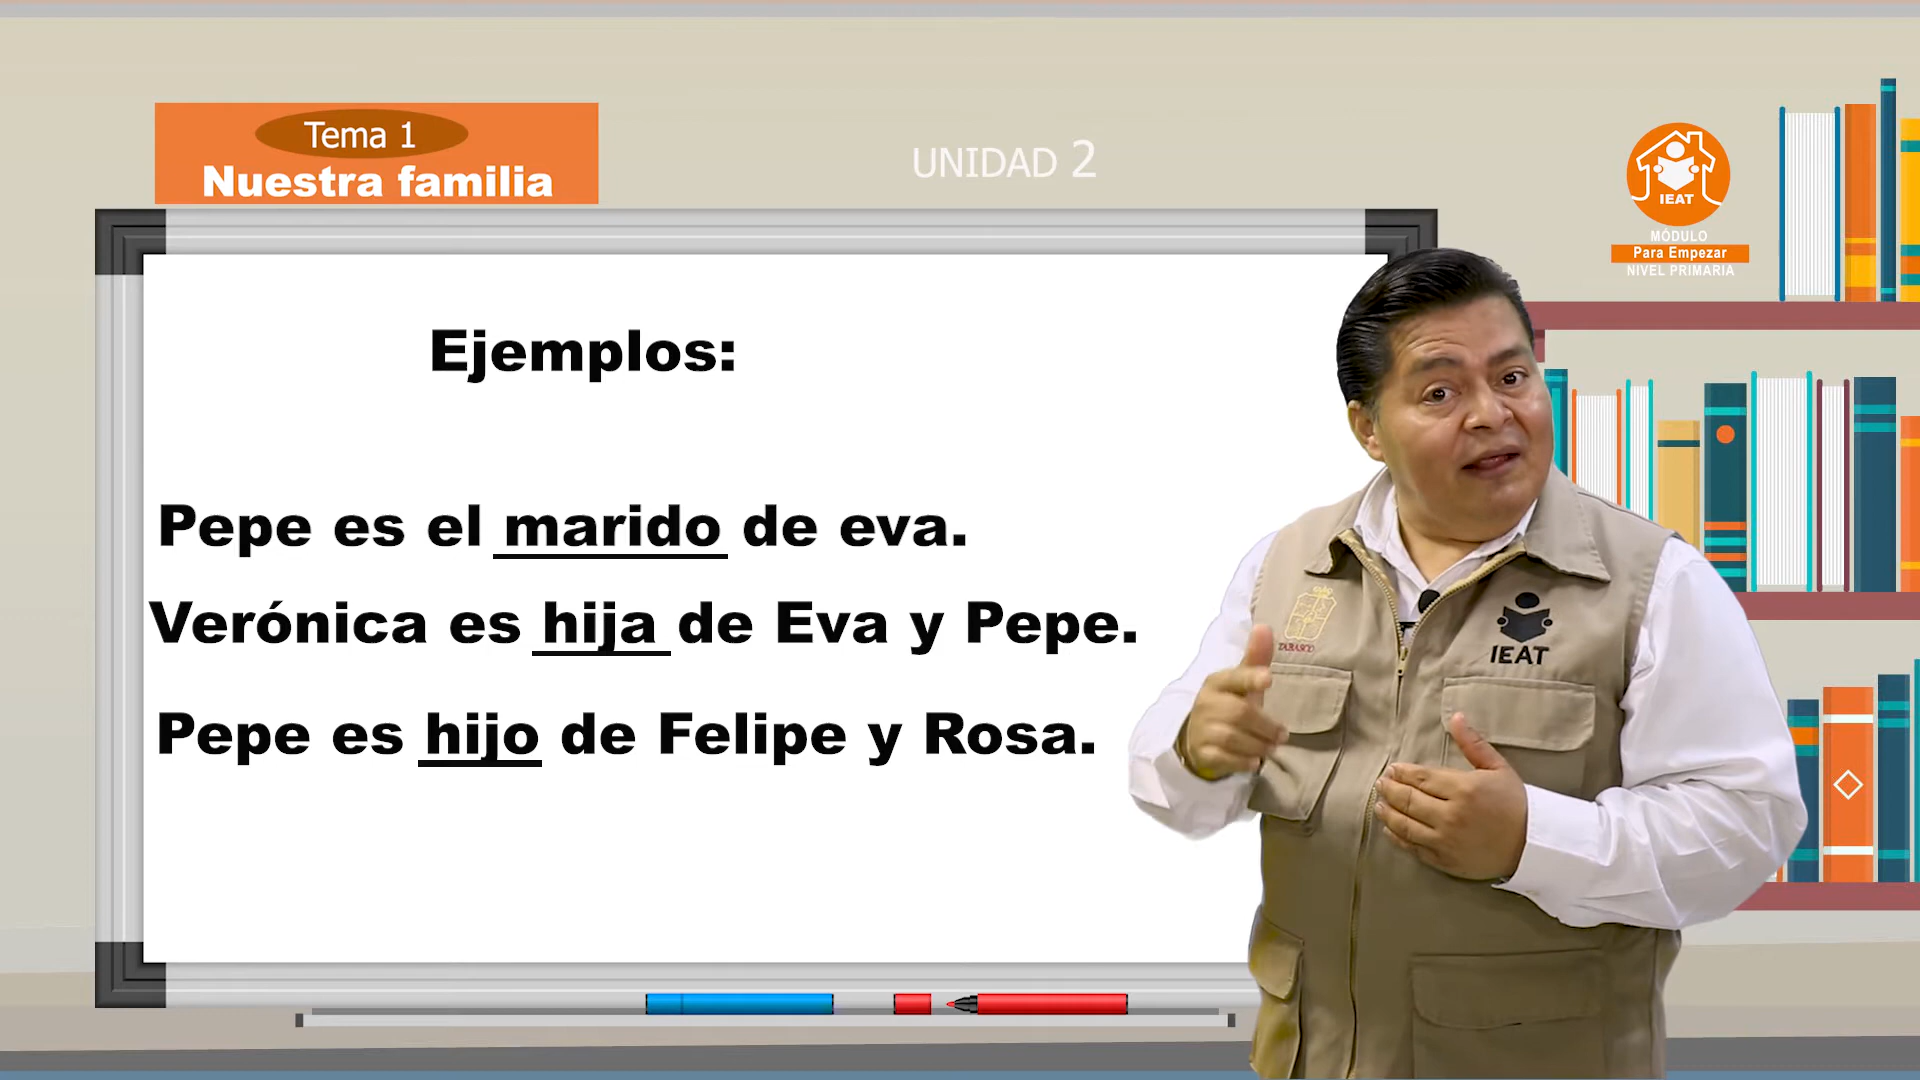 Tema 1
Nuestra familia
UNIDAD 2
IEAT
MÓDULO
Para Empezar
NIVEL PRIMARIA
Ejemplos:
Pepe es el marido de eva.
Verónica es hija de Eva y Pepe.
Pepe es hijo de Felipe y Rosa.
TABASCO
IEAT